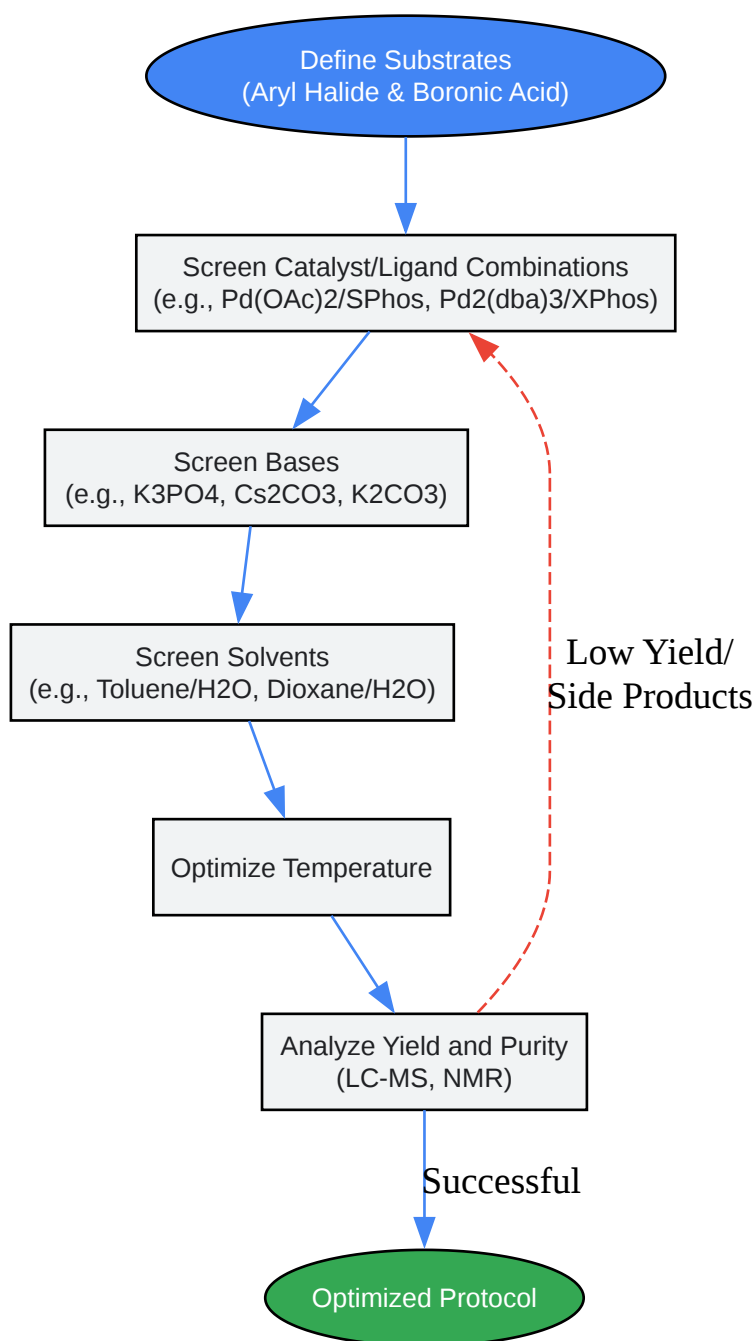 Define Substrates
(Aryl Halide & Boronic Acid)
Screen Catalyst/Ligand Combinations
(e.g., Pd(OAc)2/SPhos, Pd2(dba)3/XPhos)
Screen Bases
(e.g., K3PO4, Cs2CO3, K2CO3)
Screen Solvents
(e.g., Toluene/H2O, Dioxane/H2O)
Low Yield/
Side Products
Optimize Temperature
Analyze Yield and Purity
(LC-MS, NMR)
Successful
Optimized Protocol